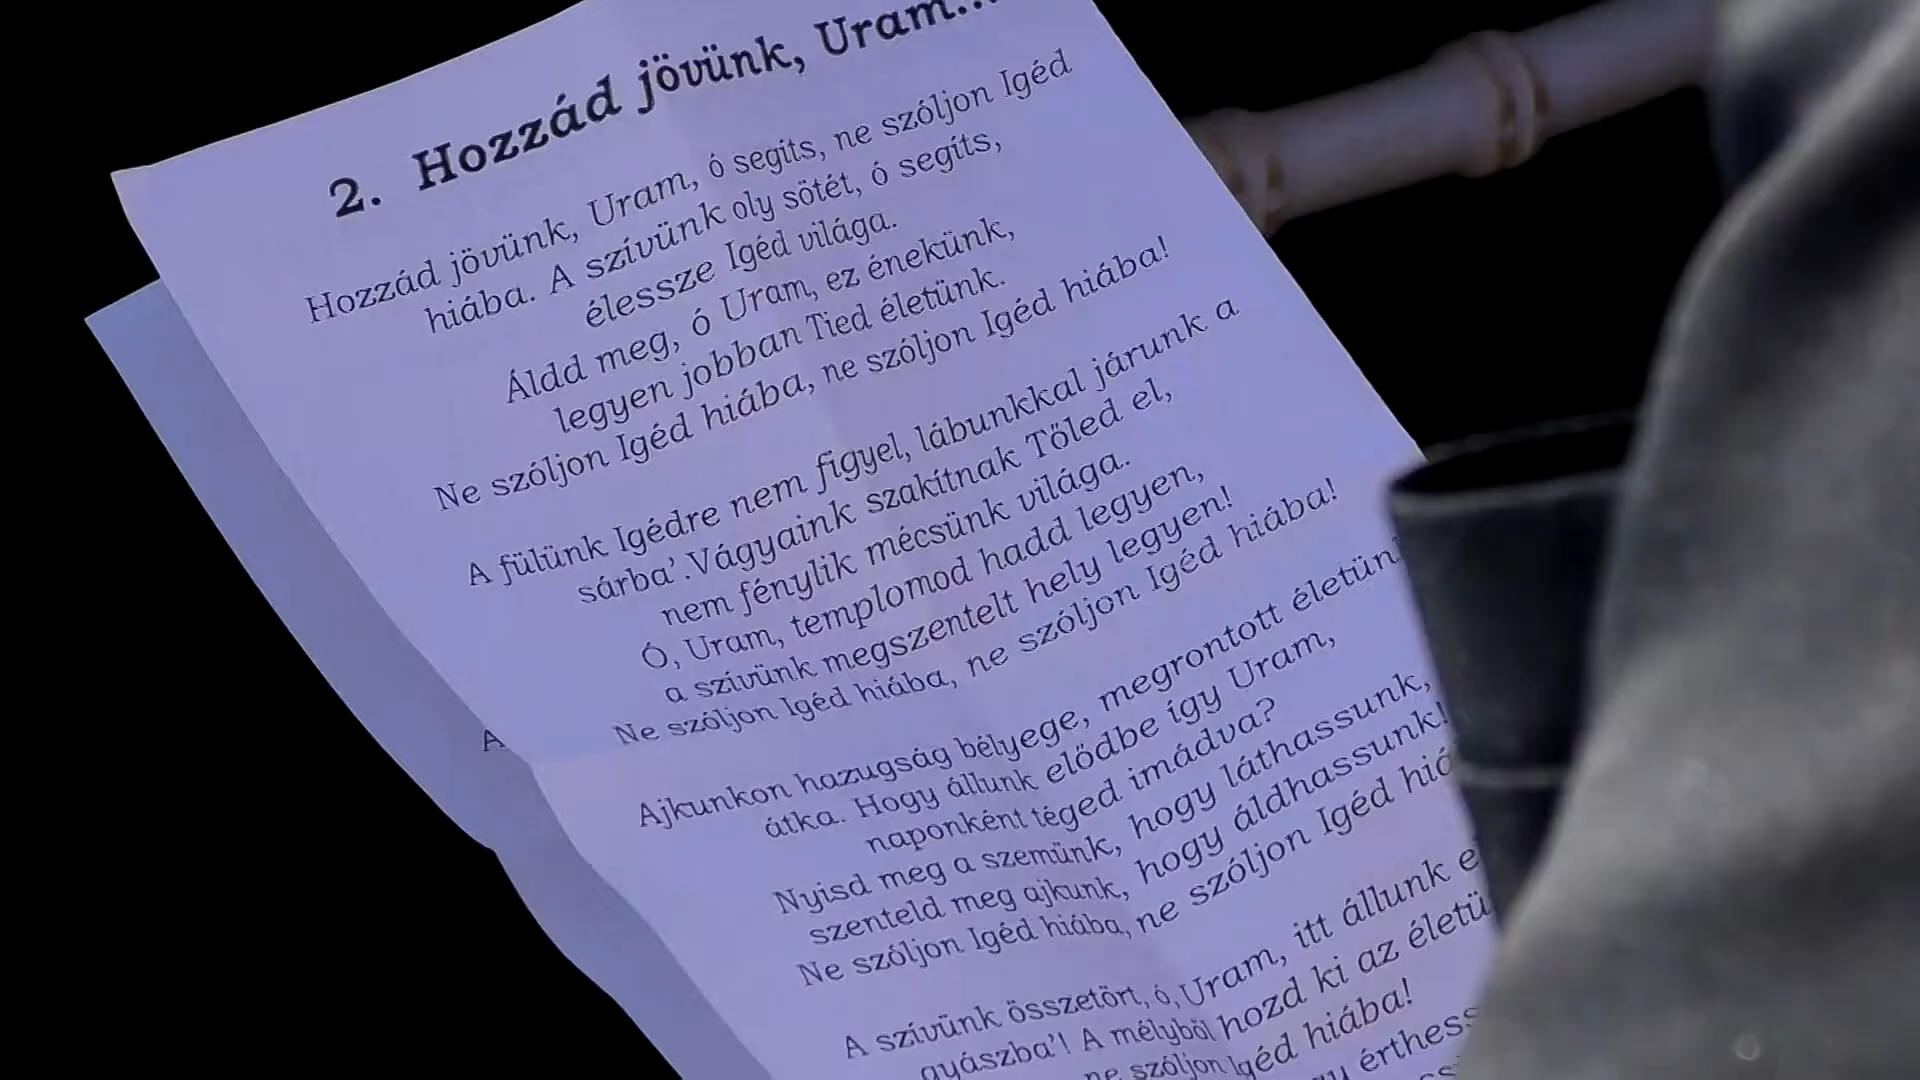 2. Hozzád jövünk, Uram...
Hozzád jövünk, Uram, ó segíts, ne szóljon Igéd
hiába. A szívünk oly sötét, ó segíts,
élessze Igéd világa.
Áldd meg, ó Uram, ez énekünk,
legyen jobban Tied életünk.
Ne szóljon Igéd hiába, ne szóljon Igéd hiába!
A fülünk Igédre nem figyel, lábunkkal járunk a
sárba'. Vágyaink szakítnak Tőled el,
nem fénylik mécsünk világa.
Ó, Uram, templomod hadd legyen,
a szívünk megszentelt hely legyen!
Ne szóljon Igéd hiába, ne szóljon Igéd hiába!
A
Ajkunkon hazugság bélyege, megrontott
átka. Hogy állunk elődbe így Uram,
naponként téged imádva?
Nyisd meg a szemünk, hogy láthassunk,
szenteld meg ajkunk, hogy áldhassunk!
Ne szóljon Igéd hiába, ne szóljon Igéd
A szívünk összetört, ó, Uram, itt állunk
gyászba'! A mélyből hozd ki az
ne szóljon Igéd hiába!